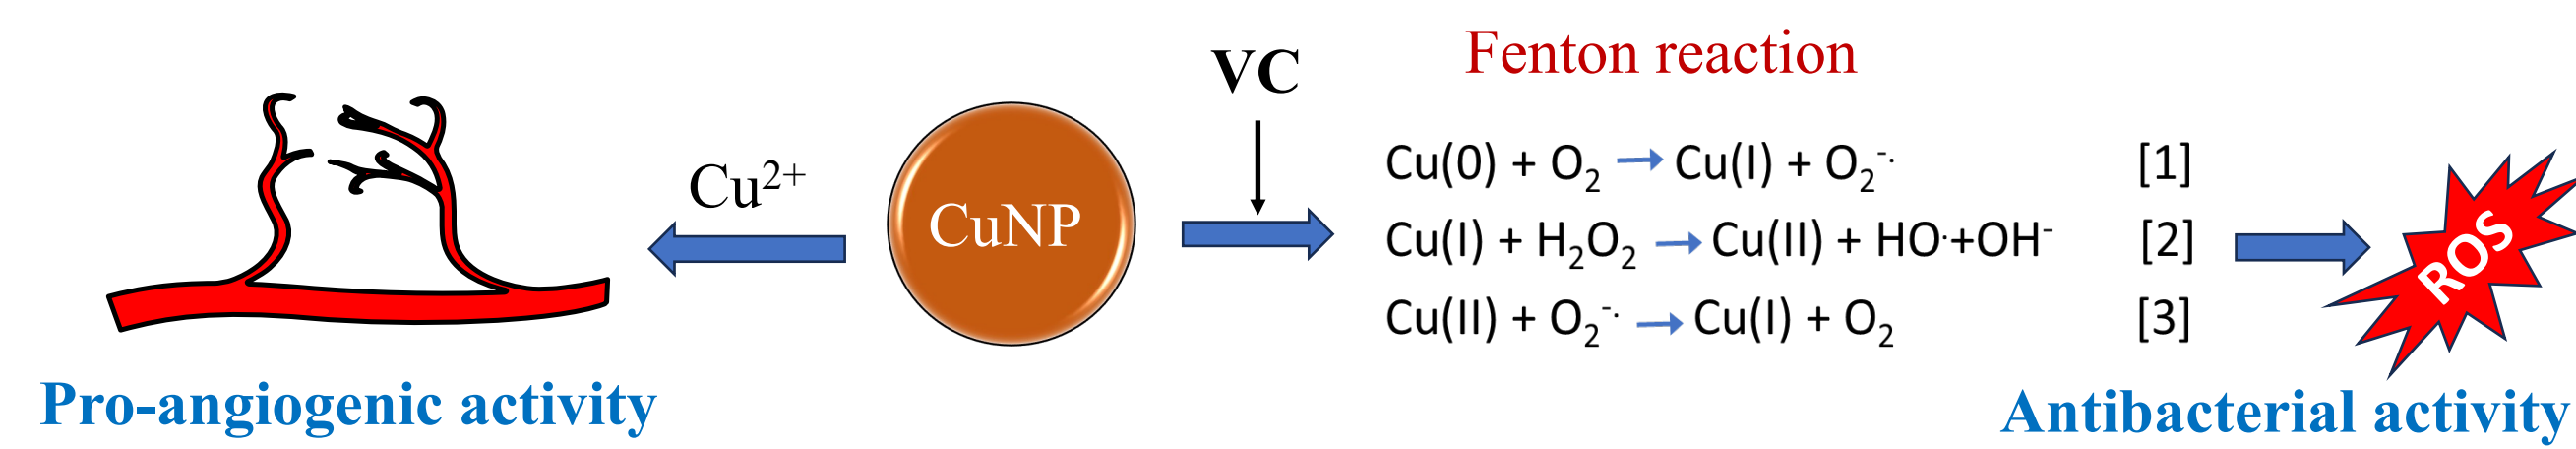 VC
Fenton reaction
Cu²⁺
CuNP
Cu(0) + O₂ → Cu(I) + O₂⁻· [1]
Cu(I) + H₂O₂ → Cu(II) + HO·+OH⁻ [2]
Cu(II) + O₂⁻· → Cu(I) + O₂ [3]
ROS
Pro-angiogenic activity
Antibacterial activity